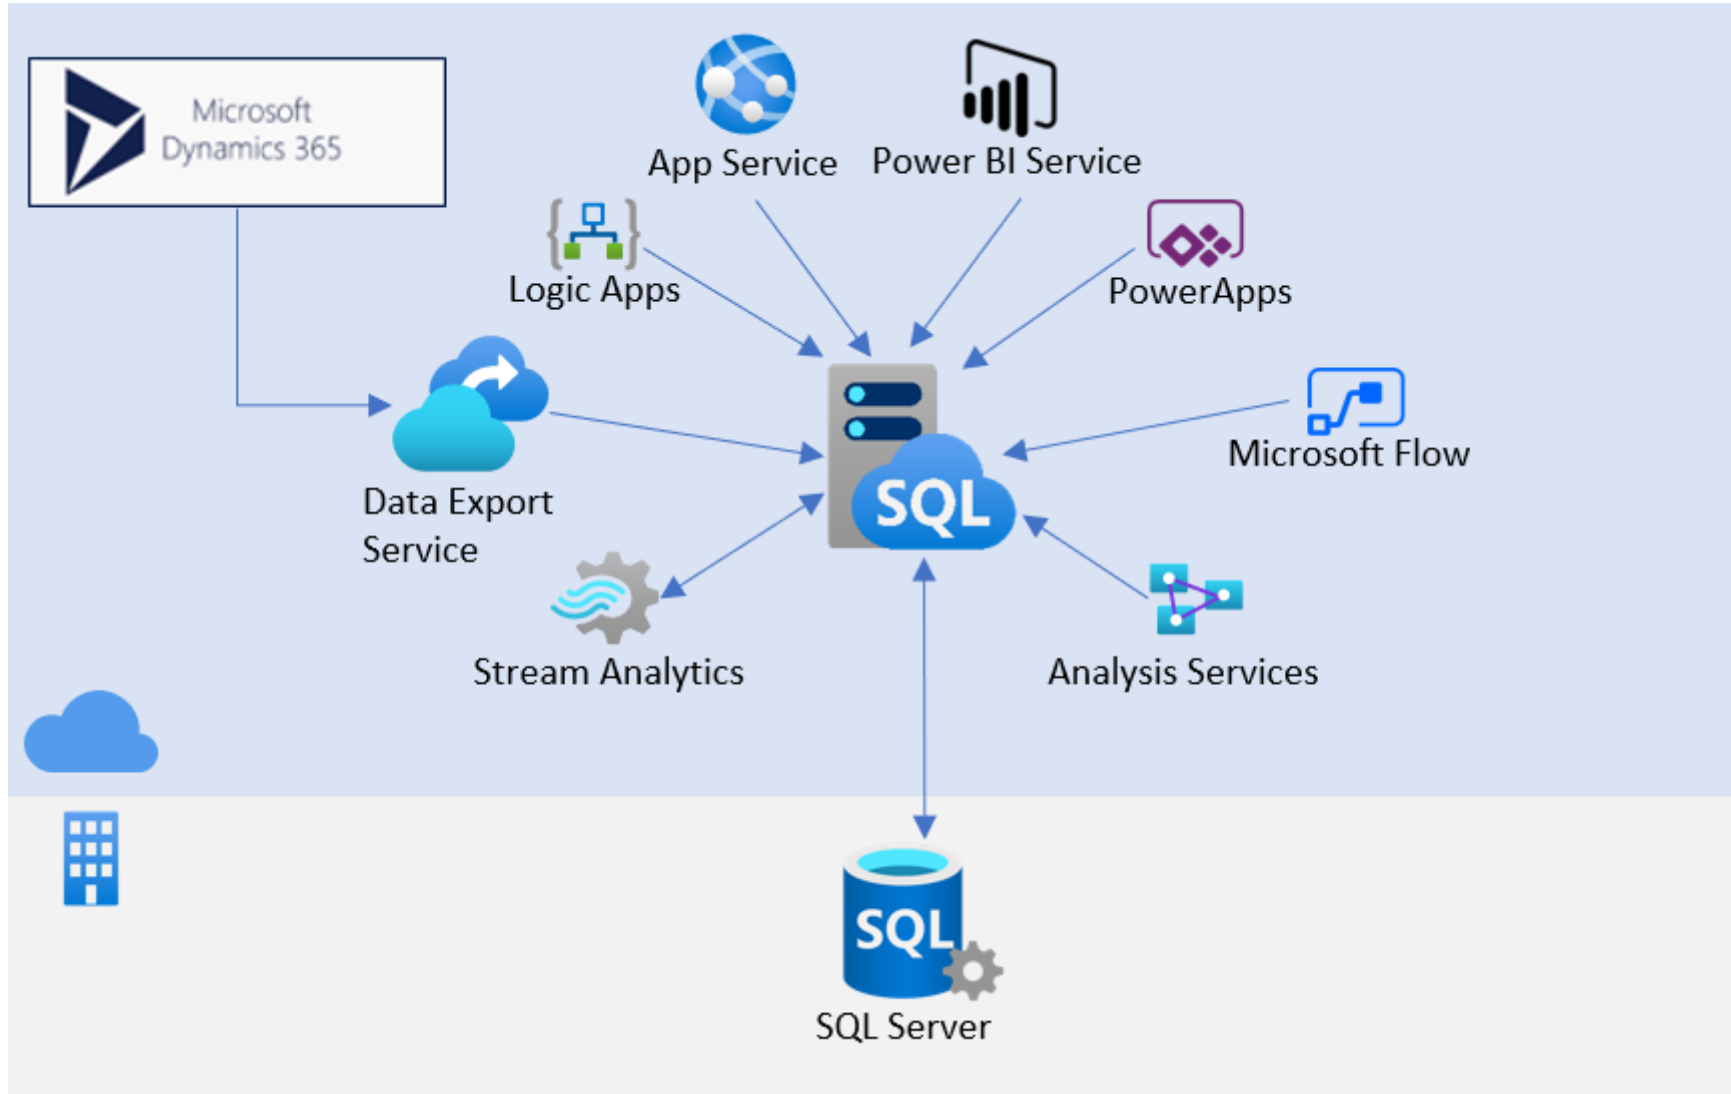 Microsoft
Dynamics 365
App Service
Power BI Service
Logic Apps
PowerApps
Microsoft Flow
SQL
Data Export
Service
Stream Analytics
Analysis Services
SQL
SQL Server